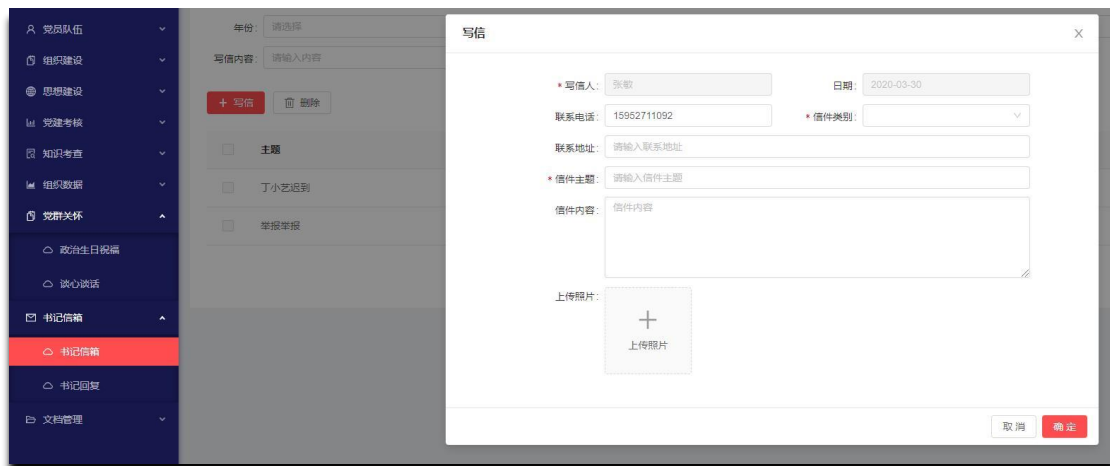 党员队伍
组织建设
思想建设
党建考核
知识考查
组织数据
党群关怀
政治生日祝福
谈心谈话
书记信箱
书记信箱
书记回复
文档管理
年份: 请选择
写信内容: 请输入内容
+ 写信 删除
主题
丁小艺迟到
举报举报
写信 X
* 写信人: 张敏 日期: 2020-03-30
联系电话: 15952711092 * 信件类别:
联系地址: 请输入联系地址
* 信件主题: 请输入信件主题
信件内容: 信件内容
上传照片: +
上传照片
取 消 确 定